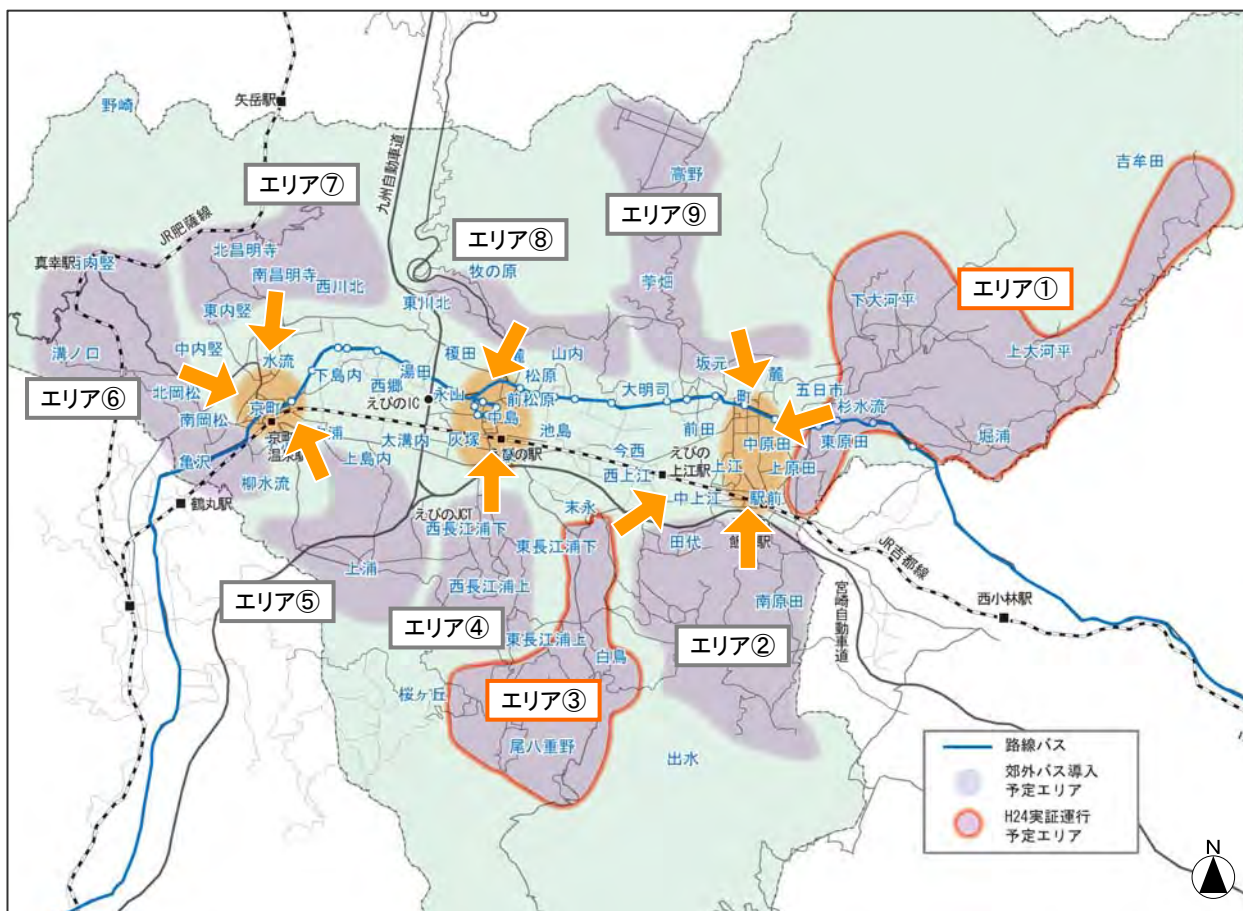 野崎
矢岳駅
エリア⑦
九州自動車道
高野
吉牟田
JR肥薩線
エリア⑨
エリア⑧
北昌明寺
真幸駅
内竪
南昌明寺
西川北
牧の原
東川北
苧畑
下大河平
エリア①
東内竪
上大河平
溝ノ口
中内竪
水流
榎田
麓
山内
坂元
麓
湯田
松原
下島内
西郷
大明司
町
五日市
エリア⑥
北岡松
えびのIC
永山
前松原
杉水流
京町
中島
前田
中原田
東原田
堀浦
南岡松
太溝内
灰塚
えびの駅
池島
今西
えびの
上江駅
上江
上原田
温泉駅
上島内
西上江
亀沢
柳水流
中上江
駅前
鶴丸駅
えびのJCT
末永
西長江浦下
東長江浦下
田代
JR吉都線
上浦
西長江浦上
南原田
宮崎自動車道
西小林駅
エリア⑤
エリア④
東長江浦上
白鳥
エリア②
桜ヶ丘
エリア③
尾八重野
出水
路線バス
郊外バス導入
予定エリア
H24実証運行
予定エリア
N